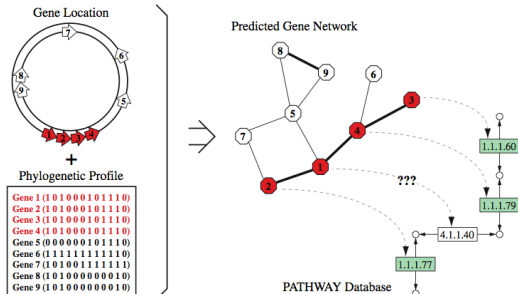 Gene Location
7
6
8
9
5
1
2
3
4
+
Phylogenetic Profile
Gene 1 (1 0 1 0 0 0 1 0 1 1 1 0)
Gene 2 (1 0 1 0 0 0 1 0 1 1 1 0)
Gene 3 (1 0 1 0 0 0 1 0 1 1 1 0)
Gene 4 (1 0 1 0 0 0 1 0 1 1 1 0)
Gene 5 (0 0 0 0 0 0 1 0 1 1 1 0)
Gene 6 (1 1 1 1 1 1 1 1 1 1 1 0)
Gene 7 (1 0 1 0 0 1 1 1 1 1 1 1)
Gene 8 (1 0 1 0 0 0 0 0 0 0 1 0)
Gene 9 (1 0 1 0 0 0 0 0 0 0 1 0)
Predicted Gene Network
8
9
6
3
5
4
7
1
2
???
1.1.1.60
1.1.1.79
4.1.1.40
1.1.1.77
PATHWAY Database